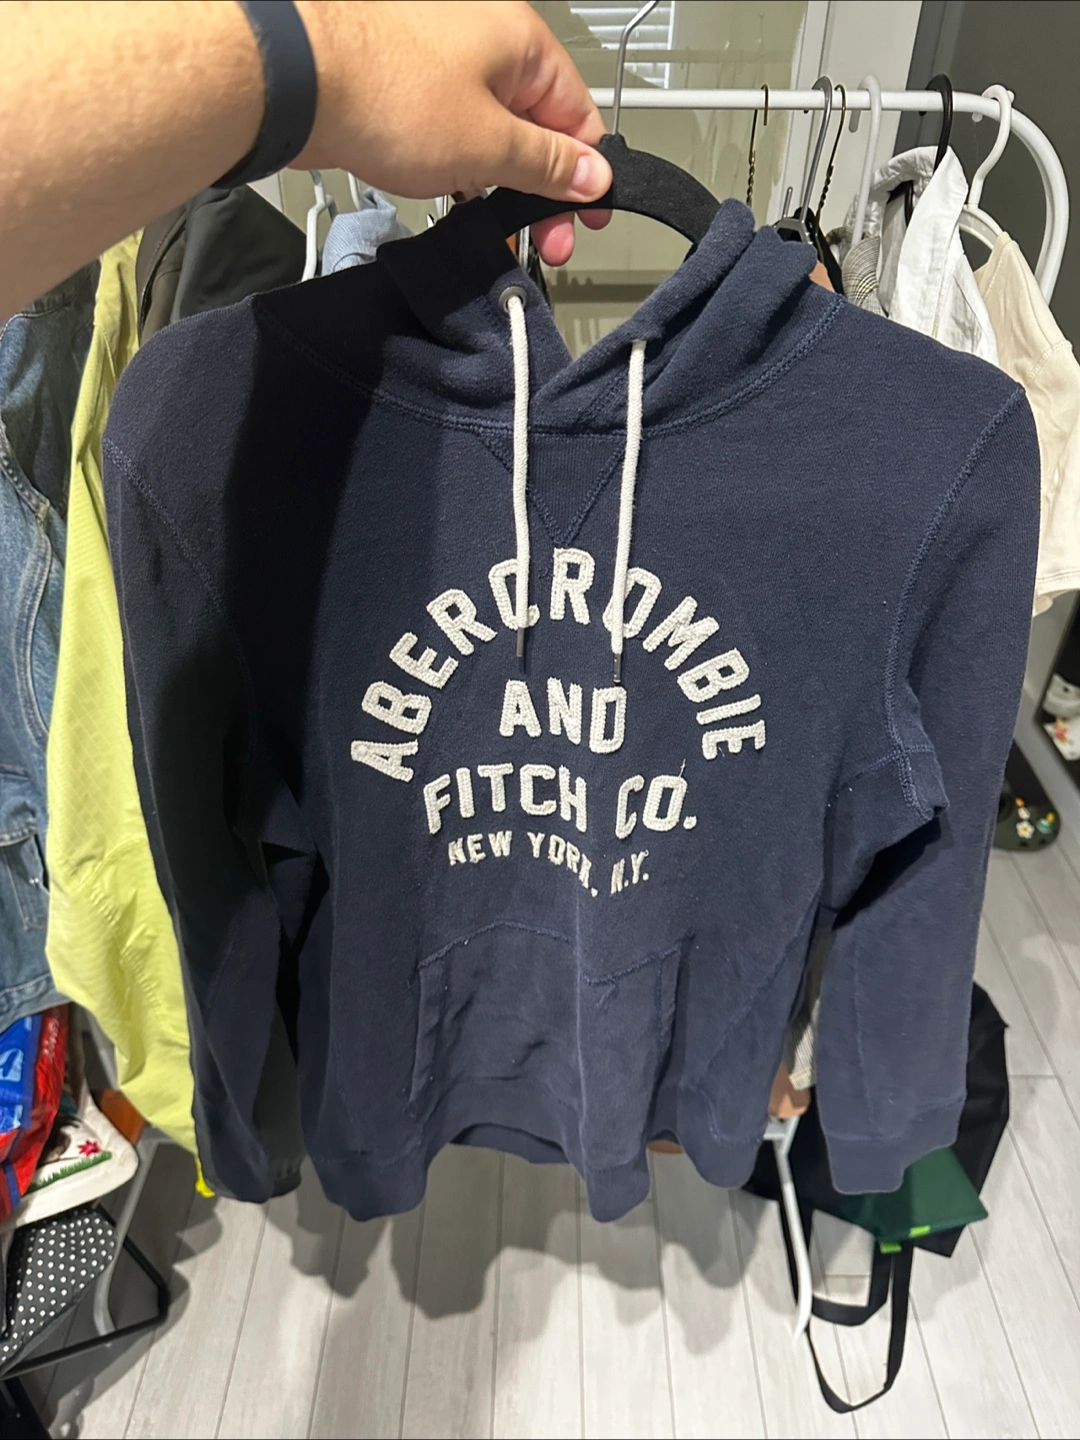 ABERCROMBIE
AND
FITCH CO.
NEW YORK, N.Y.